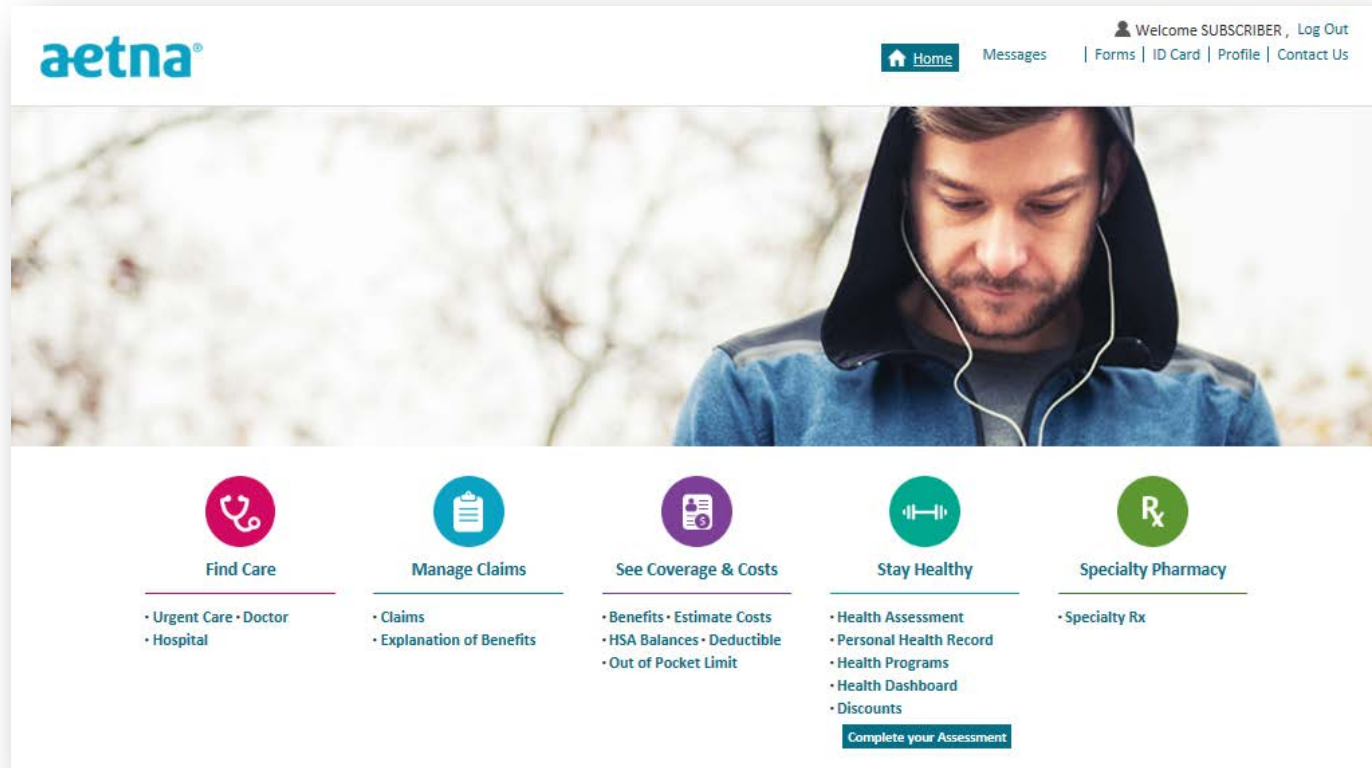 aetna®
Welcome SUBSCRIBER , Log Out
Home Messages | Forms | ID Card | Profile | Contact Us
Rx
Find Care
· Urgent Care · Doctor
· Hospital
Manage Claims
· Claims
· Explanation of Benefits
See Coverage & Costs
· Benefits · Estimate Costs
· HSA Balances · Deductible
· Out of Pocket Limit
Stay Healthy
· Health Assessment
· Personal Health Record
· Health Programs
· Health Dashboard
· Discounts
Complete your Assessment
Specialty Pharmacy
· Specialty Rx